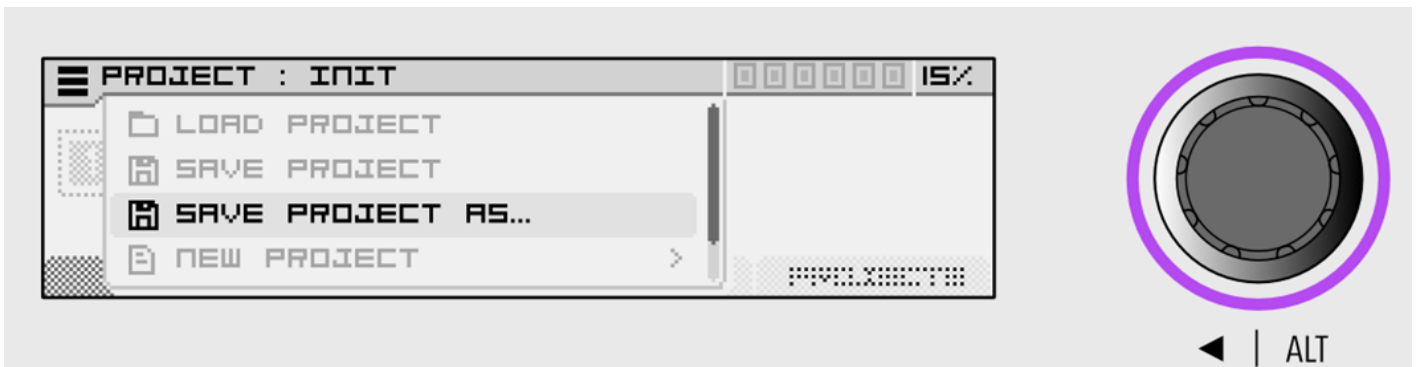 PROJECT : INIT 15%
LOAD PROJECT
SAVE PROJECT
SAVE PROJECT AS...
NEW PROJECT >
◀ | ALT